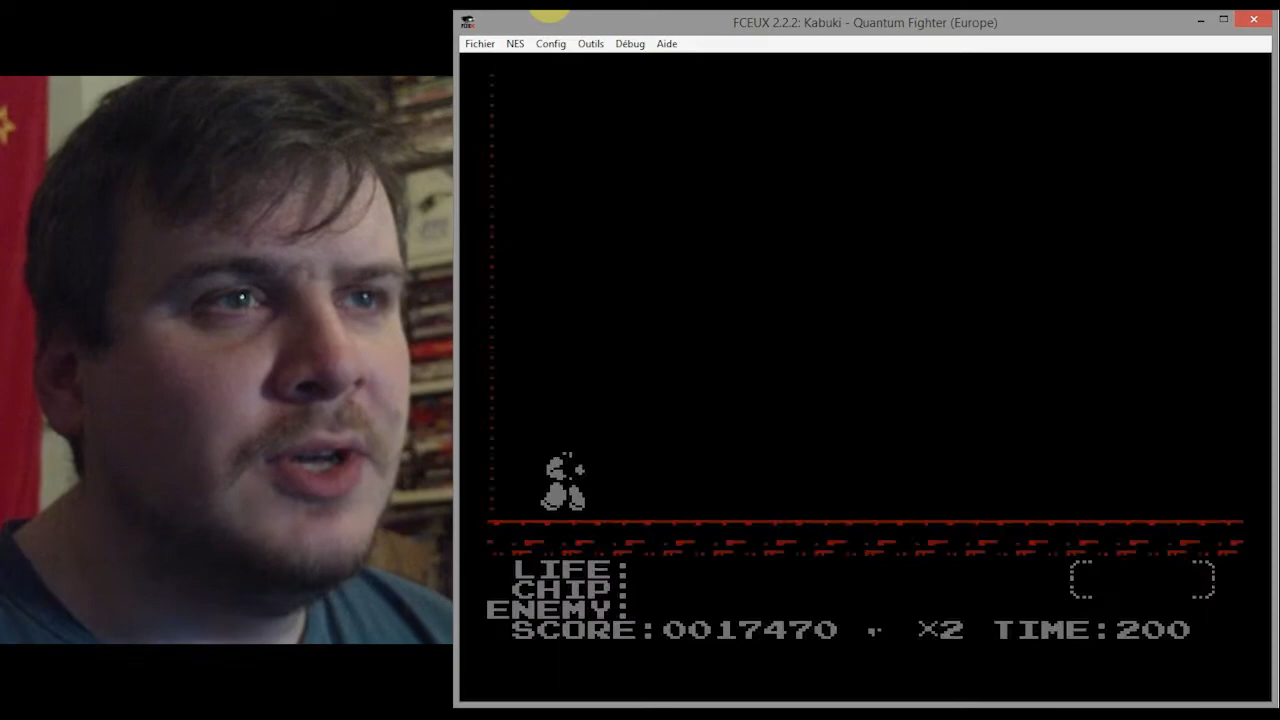 FCEUX 2.2.2: Kabuki - Quantum Fighter (Europe)
Fichier NES Config Outils Débug Aide
LIFE:
CHIP:
ENEMY:
SCORE:0017470 ×2 TIME:200